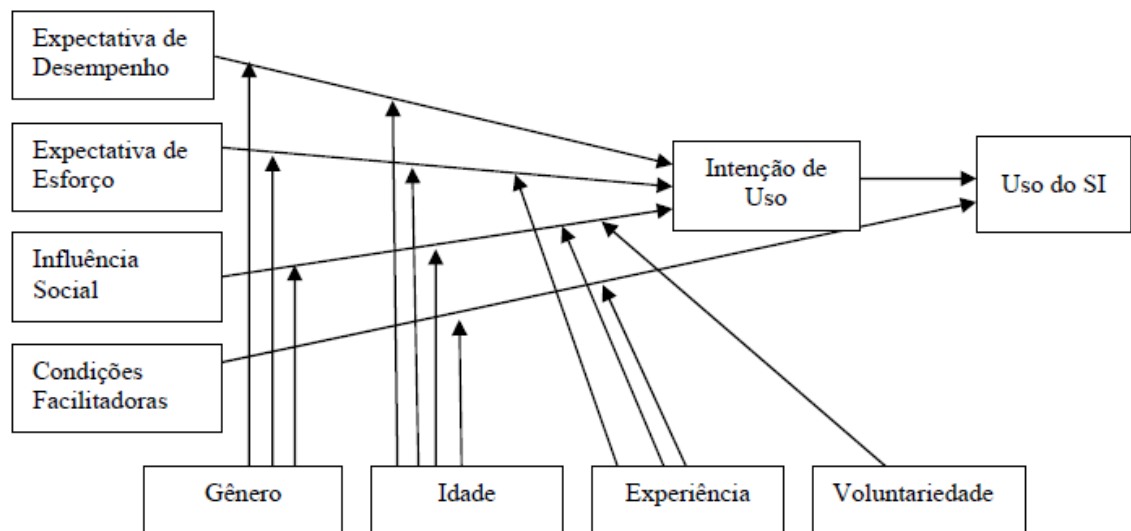 Expectativa de
Desempenho
Expectativa de
Esforço
Influência
Social
Condições
Facilitadoras
Intenção de
Uso
Uso do SI
Gênero
Idade
Experiência
Voluntariedade